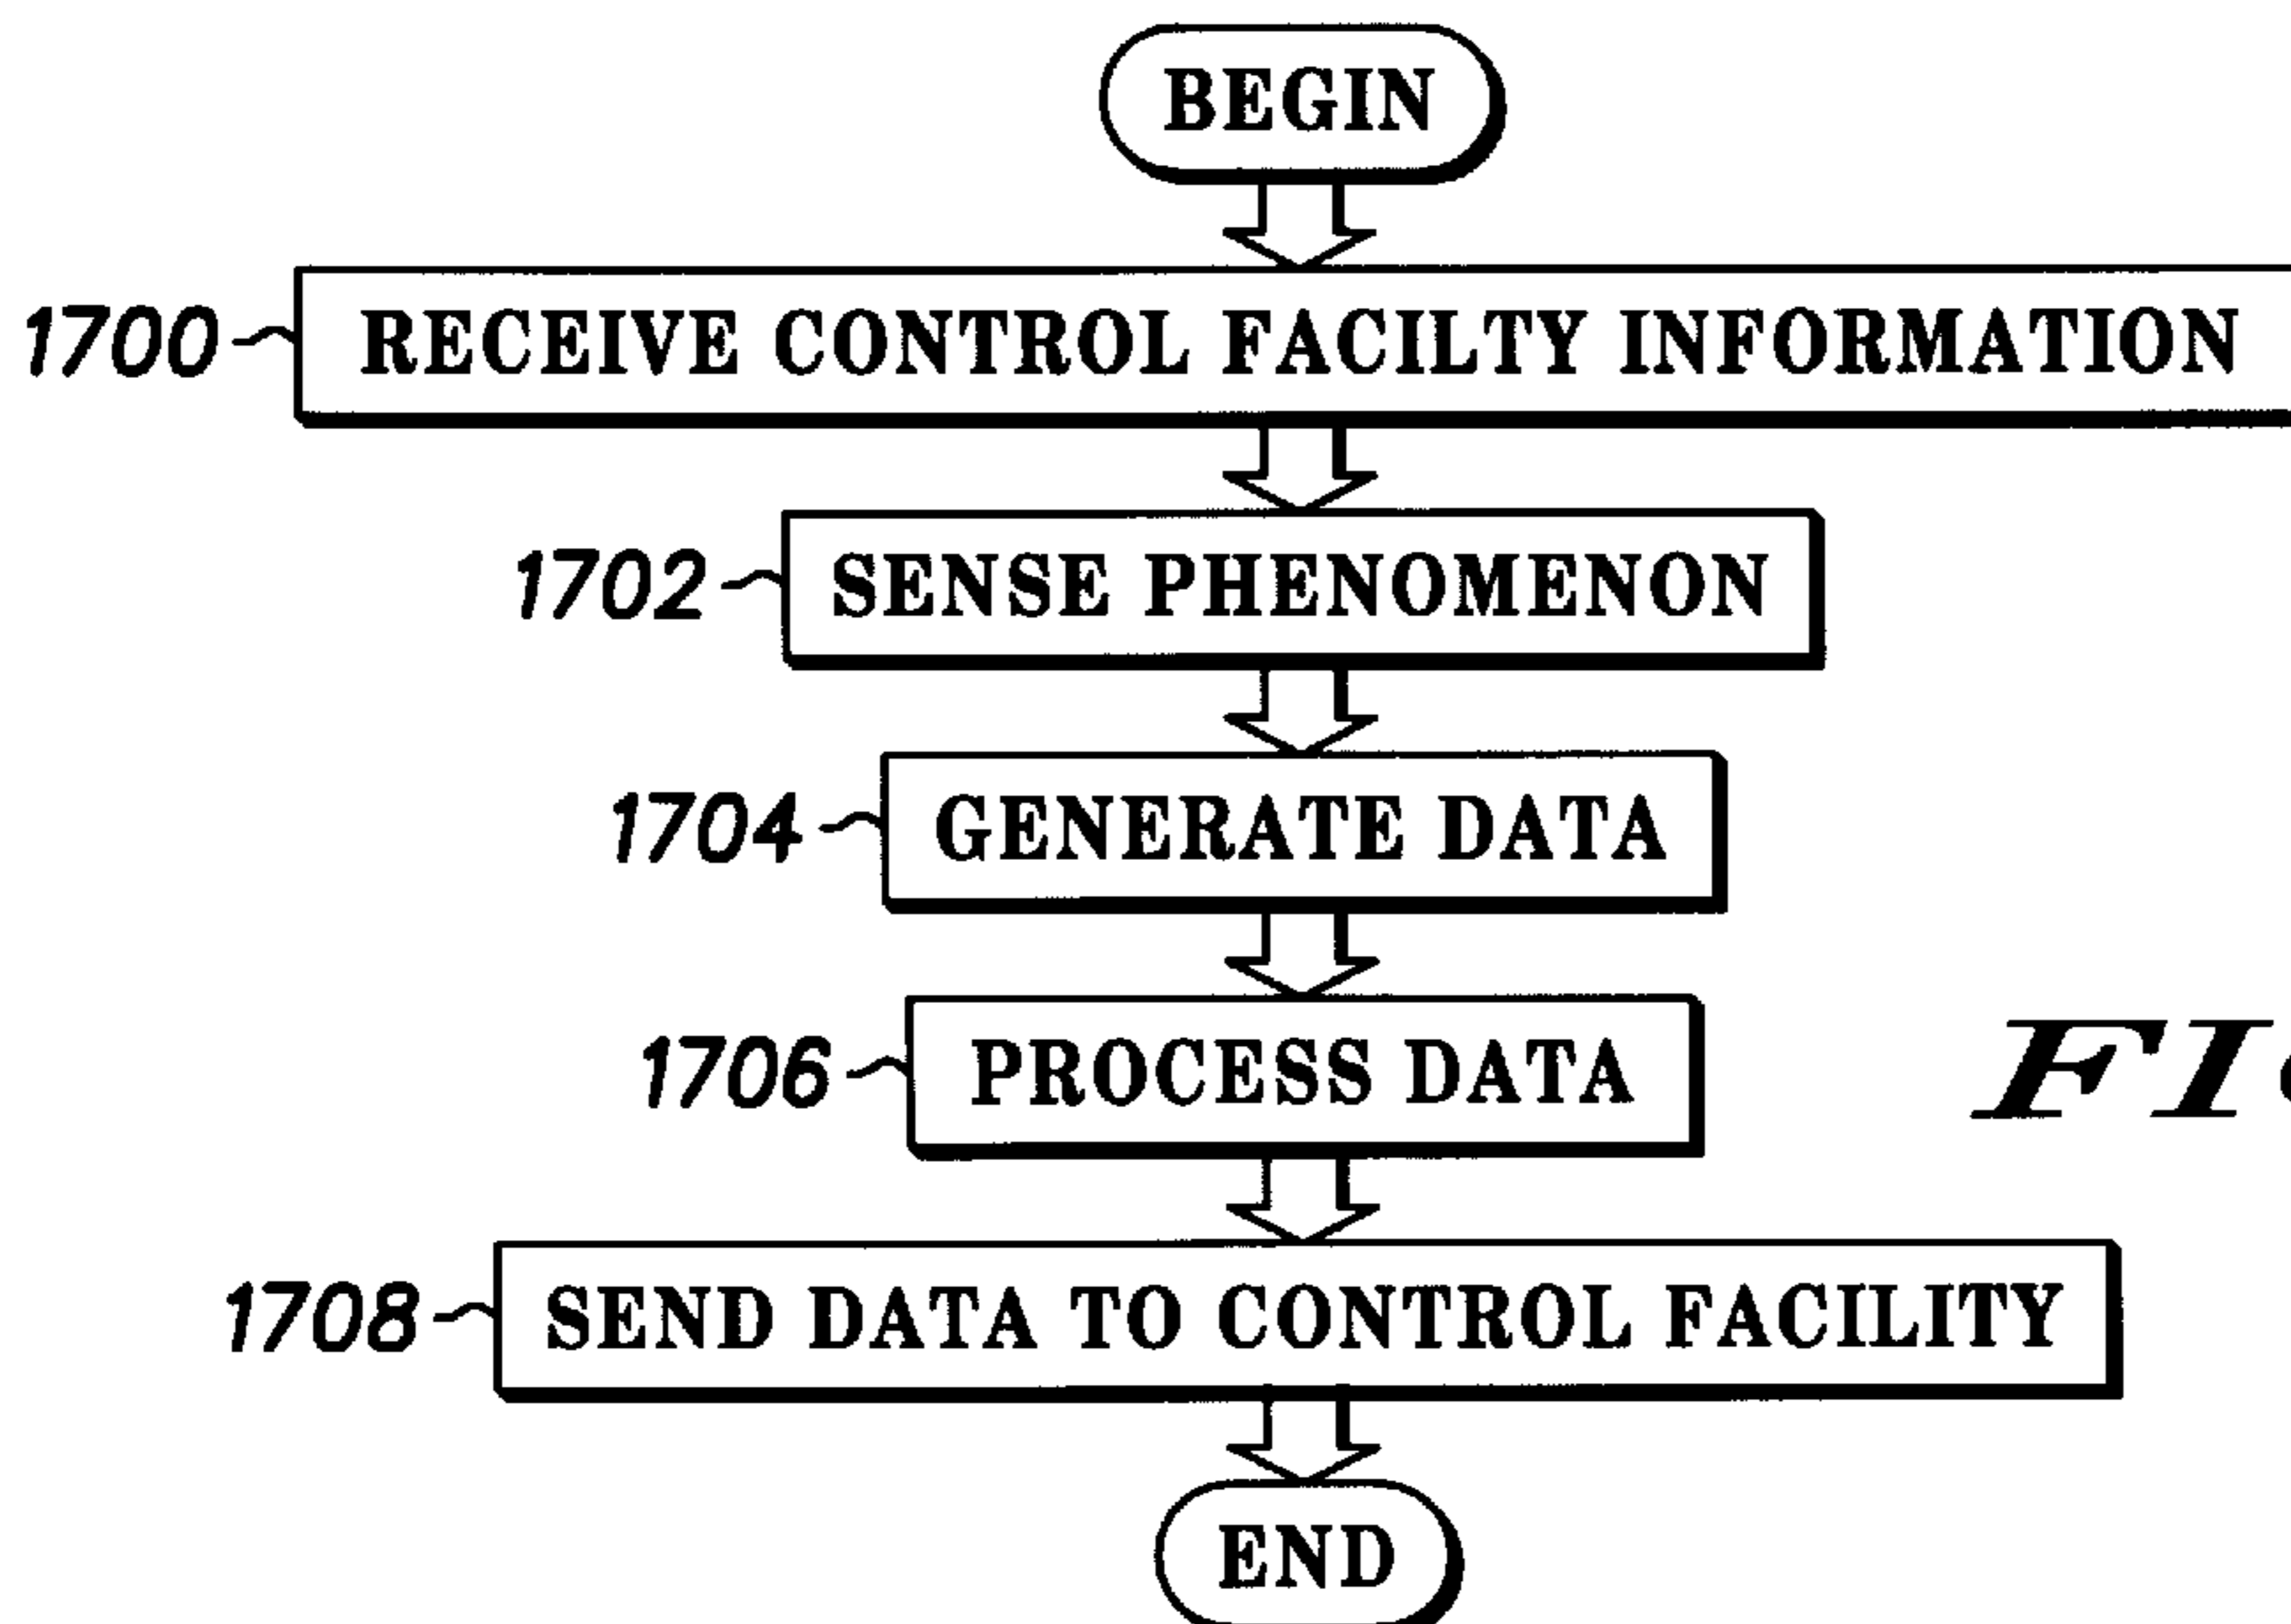 BEGIN
1700 RECEIVE CONTROL FACILTY INFORMATION
1702 SENSE PHENOMENON
1704 GENERATE DATA
1706 PROCESS DATA
FI
1708 SEND DATA TO CONTROL FACILITY
END